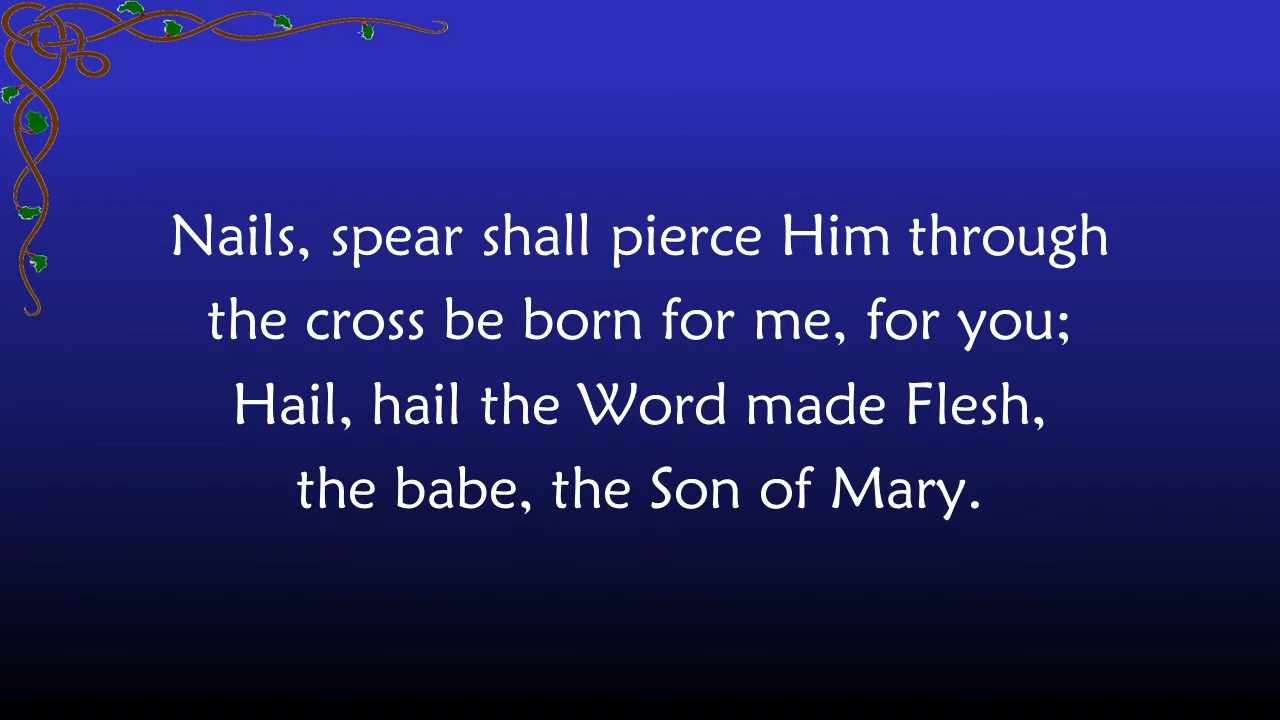 Nails, spear shall pierce Him through
the cross be born for me, for you;
Hail, hail the Word made Flesh,
the babe, the Son of Mary.